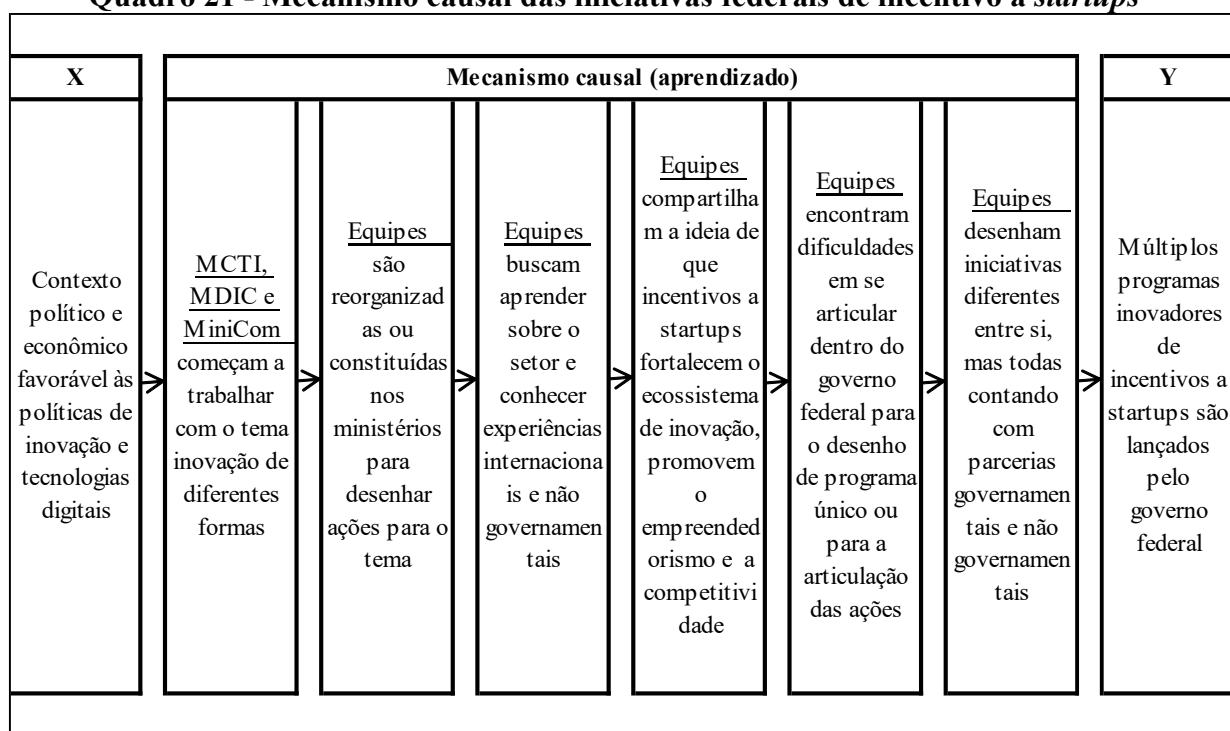 Quadro 21 - Mecanismo causal das iniciativas federais de incentivo a startups
X
Mecanismo causal (aprendizado)
Y
Contexto
político e
econômico
favorável às
políticas de
inovação e
tecnologias
digitais
MCTI,
MDIC e
MiniCom
começam a
trabalhar
com o tema
inovação de
diferentes
formas
Equipes
são
reorganizad
as ou
constituídas
nos
ministérios
para
desenhar
ações para o
tema
Equipes
buscam
aprender
sobre o
setor e
conhecer
experiências
internaciona
is e não
governamen
tais
Equipes
compartilha
m a ideia de
que
incentivos a
startups
fortalecem o
ecossistema
de inovação,
promovem
o
empreended
orismo e a
competitivi
dade
Equipes
encontram
dificuldades
em se
articular
dentro do
governo
federal para
o desenho
de programa
único ou
para a
articulação
das ações
Equipes
desenham
iniciativas
diferentes
entre si,
mas todas
contando
com
parcerias
governamen
tais e não
governamen
tais
Múltiplos
programas
inovadores
de
incentivos a
startups são
lançados
pelo
governo
federal